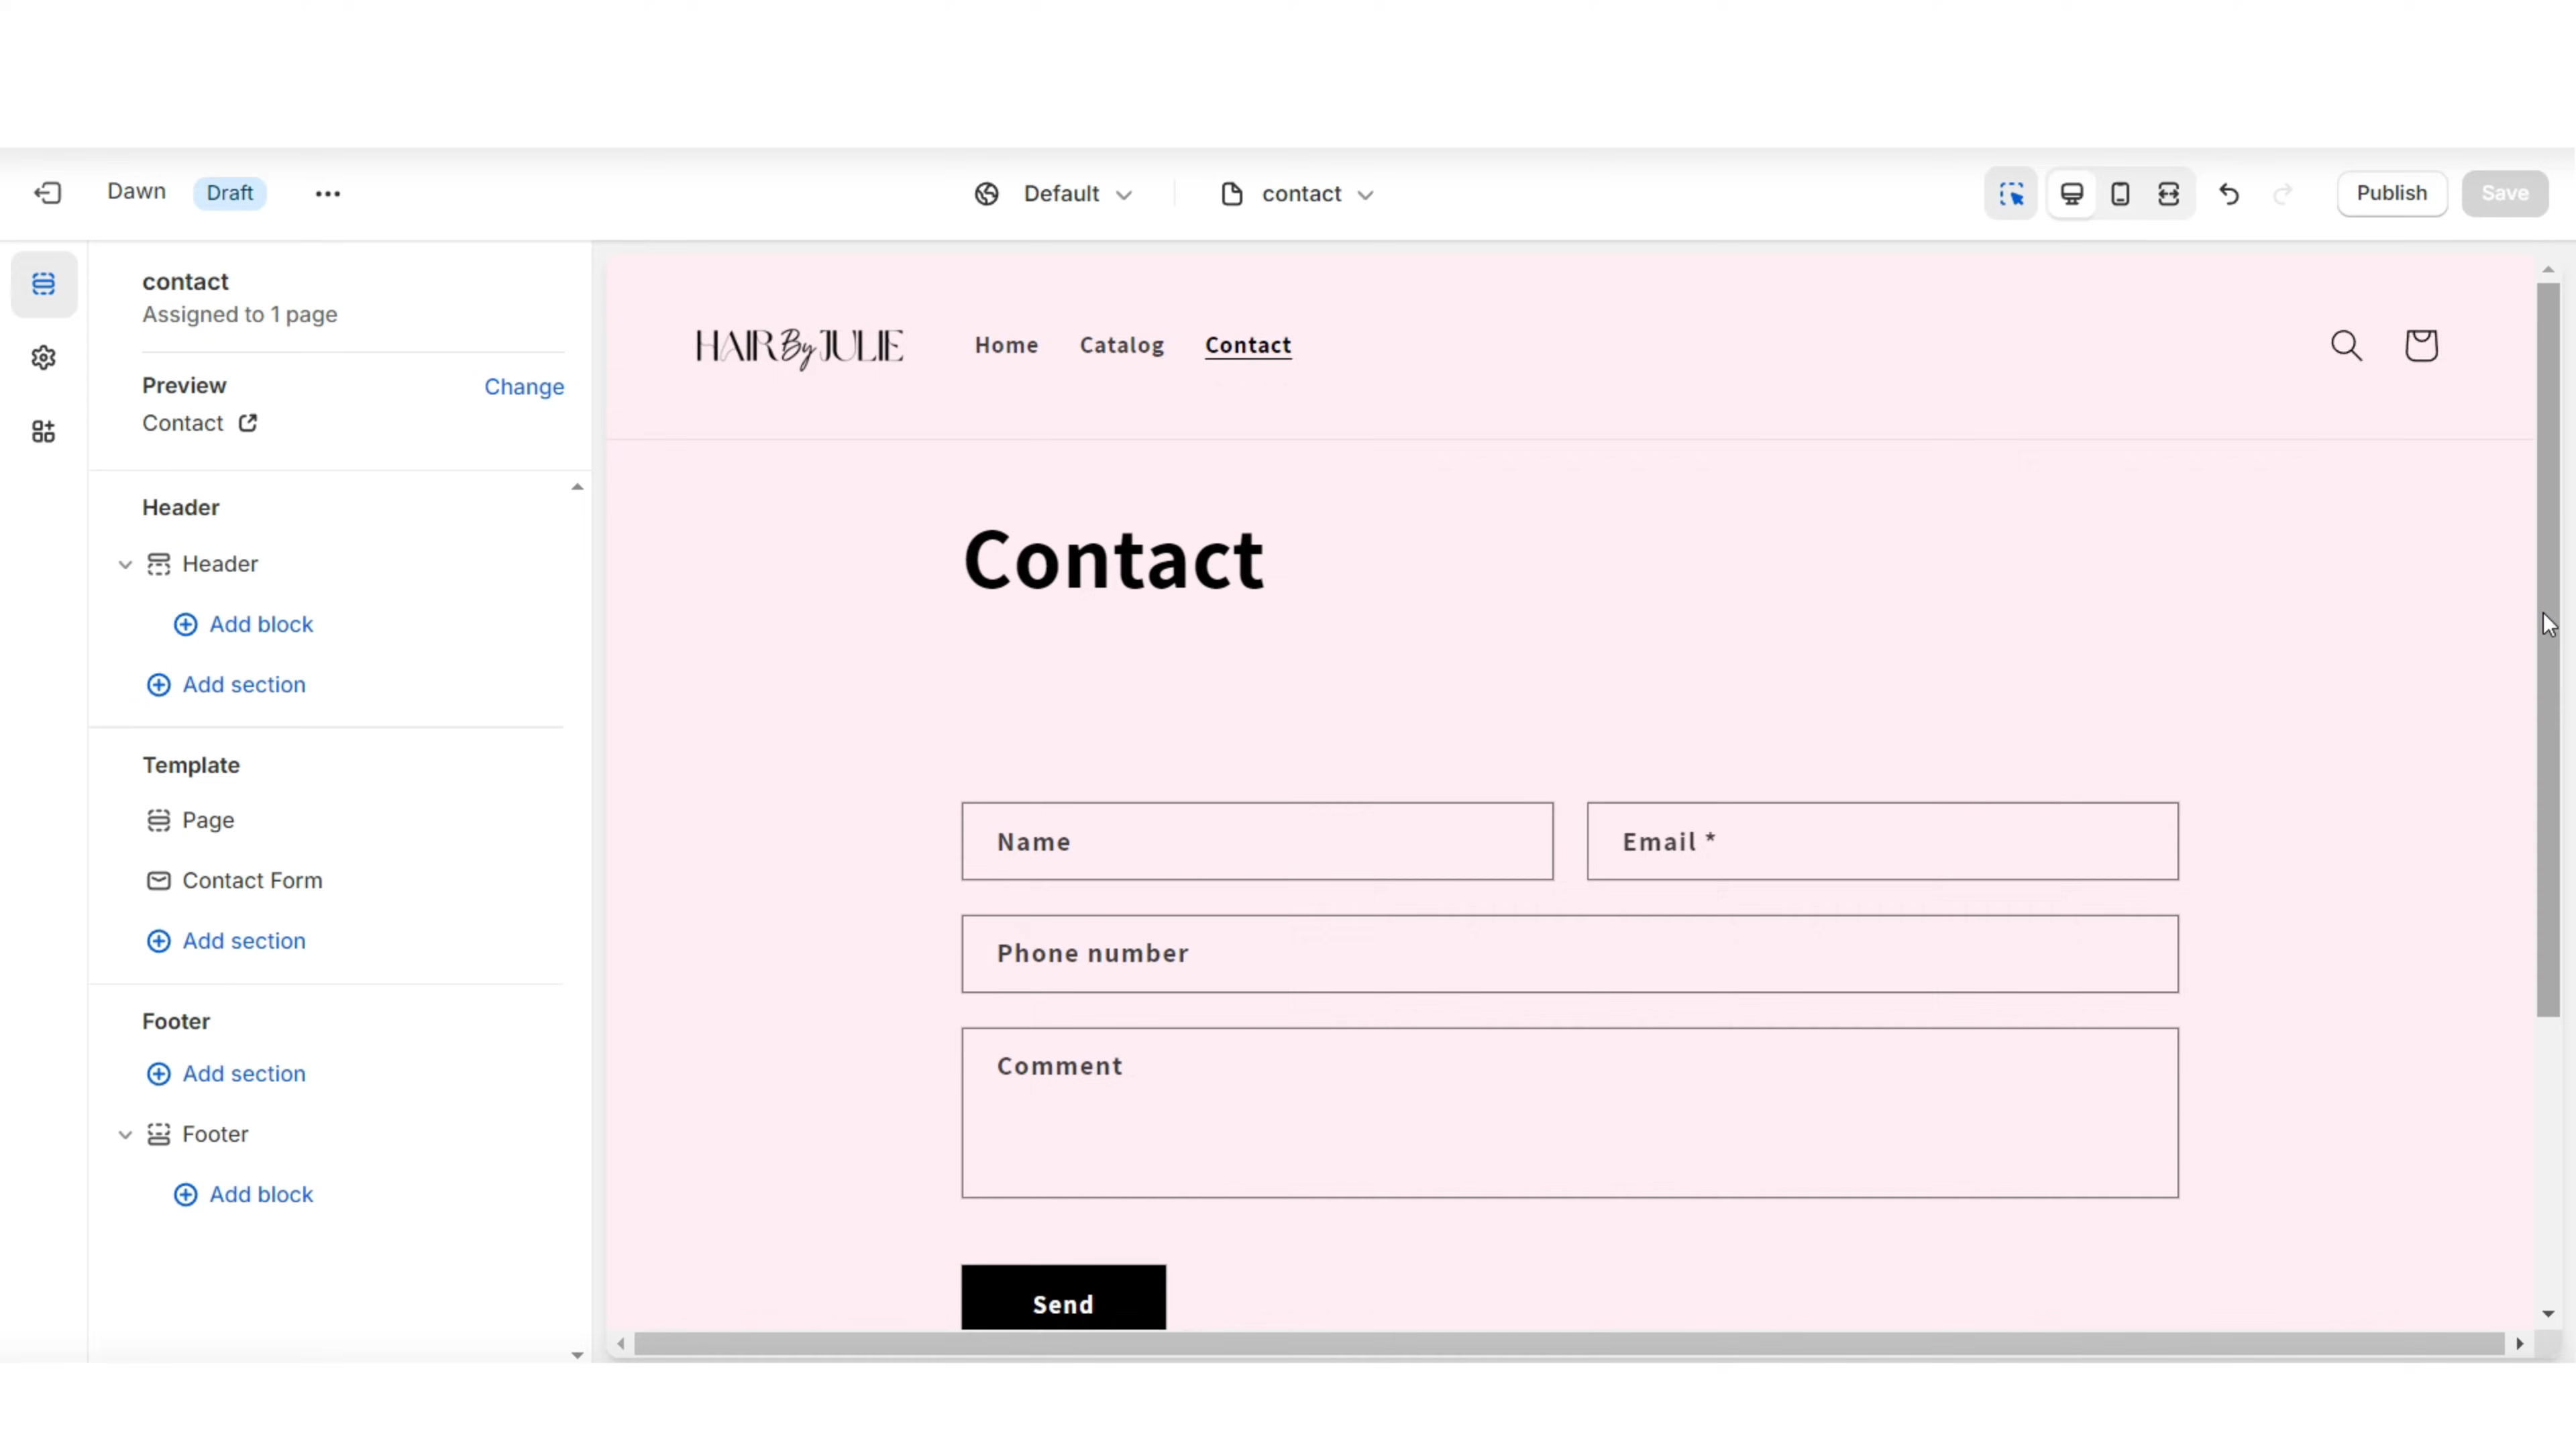 Dawn Draft Default contact Publish Save
contact
Assigned to 1 page
Preview Change
Contact
Header
Header
Add block
Add section
Template
Page
Contact Form
Add section
Footer
Add section
Footer
Add block
HAIR By JULIE Home Catalog Contact
Contact
Name Email *
Phone number
Comment
Send